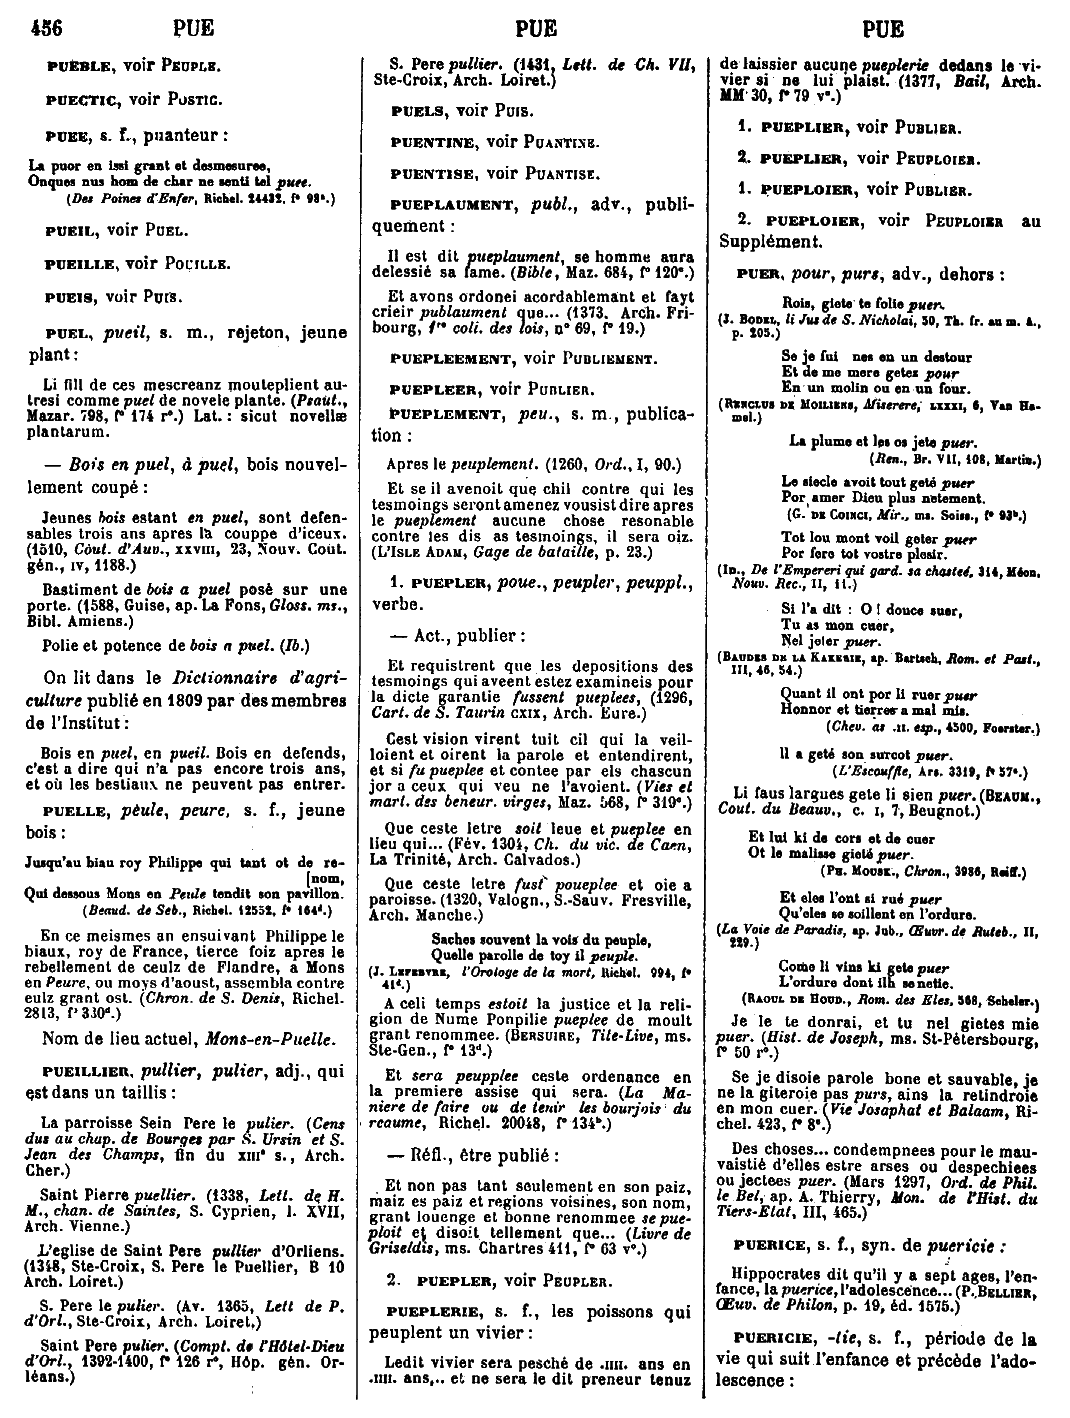 456 PUE PUE PUE
PUEBLE, voir PEUPLE.
PUECTIC, voir POSTIC.
PUEE, s. f., puanteur :
La puor en issi grant et desmesuree,
Onques nus hom de char ne senti tel puee.
(Des Poines d'Enfer, Richel. 24432, f° 98b.)
PUEIL, voir PUEL.
PUEILLE, voir POUILLE.
PUEIS, voir PUIS.
PUEL, pueil, s. m., rejeton, jeune
plant :
Li fill de ces mescreanz mouteplient au-
tresi comme puel de novele plante. (Psaut.,
Mazar. 798, f° 174 r°.) Lat. : sicut novellæ
plantarum.
— Bois en puel, à puel, bois nouvel-
lement coupé :
Jeunes bois estant en puel, sont defen-
sables trois ans apres la couppe d'iceux.
(1510, Cout. d'Auv., XXVIII, 23, Nouv. Cout.
gén., IV, 1188.)
Bastiment de bois a puel posé sur une
porte. (1588, Guise, ap. La Fons, Gloss. ms.,
Bibl. Amiens.)
Polie et potence de bois a puel. (Ib.)
On lit dans le Dictionnaire d'agri-
culture publié en 1809 par des membres
de l'Institut :
Bois en puel, en pueil. Bois en defends,
c'est a dire qui n'a pas encore trois ans,
et où les bestiaux ne peuvent pas entrer.
PUELLE, péule, peure, s. f., jeune
bois :
Jusqu'au biau roy Philippe qui tant ot de re-
[nom,
Qui dessous Mons en Peule tendit son pavillon.
(Beaud. de Seb., Richel. 12552, f° 164d.)
En ce meismes an ensuivant Philippe le
biaux, roy de France, tierce foiz apres le
rebellement de ceulz de Flandre, a Mons
en Peure, ou moys d'aoust, assembla contre
eulz grant ost. (Chron. de S. Denis, Richel.
2813, f° 330d.)
Nom de lieu actuel, Mons-en-Puelle.
PUEILLIER, pullier, pulier, adj., qui
est dans un taillis :
La parroisse Sein Pere le pulier. (Cens
dus au chap. de Bourges par S. Ursin et S.
Jean des Champs, fin du XIIIe s., Arch.
Cher.)
Saint Pierre puellier. (1338, Lett. de H.
M., chan. de Saintes, S. Cyprien, l. XVII,
Arch. Vienne.)
L'eglise de Saint Pere pullier d'Orliens.
(1348, Ste-Croix, S. Pere le Puellier, B 10
Arch. Loiret.)
S. Pere le pulier. (Av. 1365, Lett de P.
d'Orl., Ste-Croix, Arch. Loiret.)
Saint Pere pulier. (Compt. de l'Hôtel-Dieu
d'Orl., 1392-1400, f° 126 r°, Hôp. gén. Or-
léans.)
S. Pere pullier. (1431, Lett. de Ch. VII,
Ste-Croix, Arch. Loiret.)
PUELS, voir PUIS.
PUENTINE, voir PUANTINE.
PUENTISE, voir PUANTISE.
PUEPLAUMENT, publ., adv., publi-
quement :
Il est dit pueplaument, se homme aura
delessié sa fame. (Bible, Maz. 684, f° 120e.)
Et avons ordonei acordablemant et fayt
crieir publaument que... (1373, Arch. Fri-
bourg, 1re coll. des lois, n° 69, f° 19.)
PUEPLEEMENT, voir PUBLIEMENT.
PUEPLEER, voir PUBLIER.
PUEPLEMENT, peu., s. m., publica-
tion :
Apres le peuplement. (1260, Ord., I, 90.)
Et se il avenoit que chil contre qui les
tesmoings seront amenez vousist dire apres
le pueplement aucune chose resonable
contre les dis as tesmoings, il sera oiz.
(L'ISLE ADAM, Gage de bataille, p. 23.)
1. PUEPLER, poue., peupler, peuppl.,
verbe.
— Act., publier :
Et requistrent que les depositions des
tesmoings qui aveent estez examineis pour
la dicte garantie fussent pueplees, (1296,
Cart. de S. Taurin CXIX, Arch. Eure.)
Cest vision virent tuit cil qui la veil-
loient et oirent la parole et entendirent,
et si fu pueplee et contee par els chascun
jor a ceux qui veu ne l'avoient. (Vies et
mart. des beneur. virges, Maz. 568, f° 319e.)
Que ceste letre soit leue et pueplee en
lieu qui... (Fév. 1304, Ch. du vic. de Caen,
La Trinité, Arch. Calvados.)
Que ceste letre fust poueplee et oie a
paroisse. (1320, Valogn., S.-Sauv. Fresville,
Arch. Manche.)
Saches souvent la vois du peuple,
Quelle parolle de toy il peuple.
(J. LEFEBVRE, l'Orologe de la mort, Richel. 994, f°
41d.)
A celi temps estoit la justice et la reli-
gion de Nume Ponpilie pueplee de moult
grant renommee. (BERSUIRE, Tite-Live, ms.
Ste-Gen., f° 13d.)
Et sera peupplee ceste ordenance en
la premiere assise qui sera. (La Ma-
niere de faire ou de tenir les bourjois du
reaume, Richel. 20048, f° 134b.)
— Réfl., être publié :
Et non pas tant seulement en son paiz,
maiz es paiz et regions voisines, son nom,
grant louenge et bonne renommee se pue-
ploit et disoit tellement que... (Livre de
Griseldis, ms. Chartres 411, f° 63 v°.)
2. PUEPLER, voir PEUPLER.
PUEPLERIE, s. f., les poissons qui
peuplent un vivier :
Ledit vivier sera pesché de .IIII. ans en
.IIII. ans,.. et ne sera le dit preneur tenuz
de laissier aucune pueplerie dedans le vi-
vier si ne lui plaist. (1377, Bail, Arch.
MM 30, f° 79 v°.)
1. PUEPLIER, voir PUBLIER.
2. PUEPLIER, voir PEUPLOIER.
1. PUEPLOIER, voir PUBLIER.
2. PUEPLOIER, voir PEUPLOIER au
Supplément.
PUER, pour, purs, adv., dehors :
Rois, giete te folie puer.
(J. BODEL, li Jus de S. Nicholai, 50, Th. fr. au m. â.,
p. 205.)
Se je fui nes en un destour
Et de me mere getez pour
En un molin ou en un four.
(RENCLUS DE MOILIENS, Miserere, LXXXI, 6, Van Ha-
mel.)
La plume et les os jete puer.
(Ren., Br. VII, 108, Martin.)
Le siecle avoit tout geté puer
Por amer Dieu plus netement.
(G. DE COINCI, Mir., ms. Soiss., f° 93b.)
Tot lou mont voil geter puer
Por fere tot vostre plesir.
(ID., De l'Empereri qui gard. sa chasteé, 314, Méon,
Nouv. Rec., II, 11.)
Si l'a dit : O ! douce suer,
Tu as mon cuer,
Nel jeter puer.
(BAUDES DE LA KAKERIE, ap. Bartsch, Rom. et Past.,
III, 46, 54.)
Quant il ont por li ruer puer
Honnor et tierres a mal mis.
(Chev. as .II. esp., 4500, Foerster.)
Il a geté son surcot puer.
(L'Escouffle, Ars. 3319, f° 57e.)
Li faus largues gete li sien puer. (BEAUM.,
Cout. du Beauv., c. I, 7, Beugnot.)
Et lui ki de cors et de cuer
Ot le malisse gieté puer.
(PH. MOUSK., Chron., 3986, Reiff.)
Et eles l'ont si rué puer
Qu'eles se soillent en l'ordure.
(La Voie de Paradis, ap. Jub., Œuvr. de Ruteb., II,
229.)
Come li vins ki gete puer
L'ordure dont ilh se netie.
(RAOUL DE HOUD., Rom. des Eles, 568, Scheler.)
Je le te donrai, et tu nel gietes mie
puer. (Hist. de Joseph, ms. St-Pétersbourg,
f° 50 r°.)
Se je disoie parole bone et sauvable, je
ne la giteroie pas purs, ains la retindroie
en mon cuer. (Vie Josaphat et Balaam, Ri-
chel. 423, f° 8e.)
Des choses... condempnees pour le mau-
vaistié d'elles estre arses ou despechiees
ou jectees puer. (Mars 1297, Ord. de Phil.
le Bel, ap. A. Thierry, Mon. de l'Hist. du
Tiers-Etat, III, 465.)
PUERICE, s. f., syn. de puericie :
Hippocrates dit qu'il y a sept ages, l'en-
fance, la puerice, l'adolescence... (P. BELLIER,
Œuv. de Philon, p. 19, éd. 1575.)
PUERICIE, -tie, s. f., période de la
vie qui suit l'enfance et précède l'ado-
lescence :